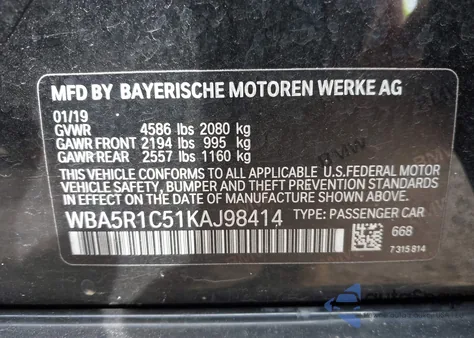 MFD BY BAYERISCHE MOTOREN WERKE AG
01/19
GVWR 4586 lbs 2080 kg
GAWR FRONT 2194 lbs 995 kg
GAWR REAR 2557 lbs 1160 kg
THIS VEHICLE CONFORMS TO ALL APPLICABLE U.S.FEDERAL MOTOR
VEHICLE SAFETY, BUMPER AND THEFT PREVENTION STANDARDS
IN EFFECT ON THE DATE OF MANUFACTURE SHOWN ABOVE.
WBA5R1C51KAJ98414 TYPE: PASSENGER CAR
668
7315814